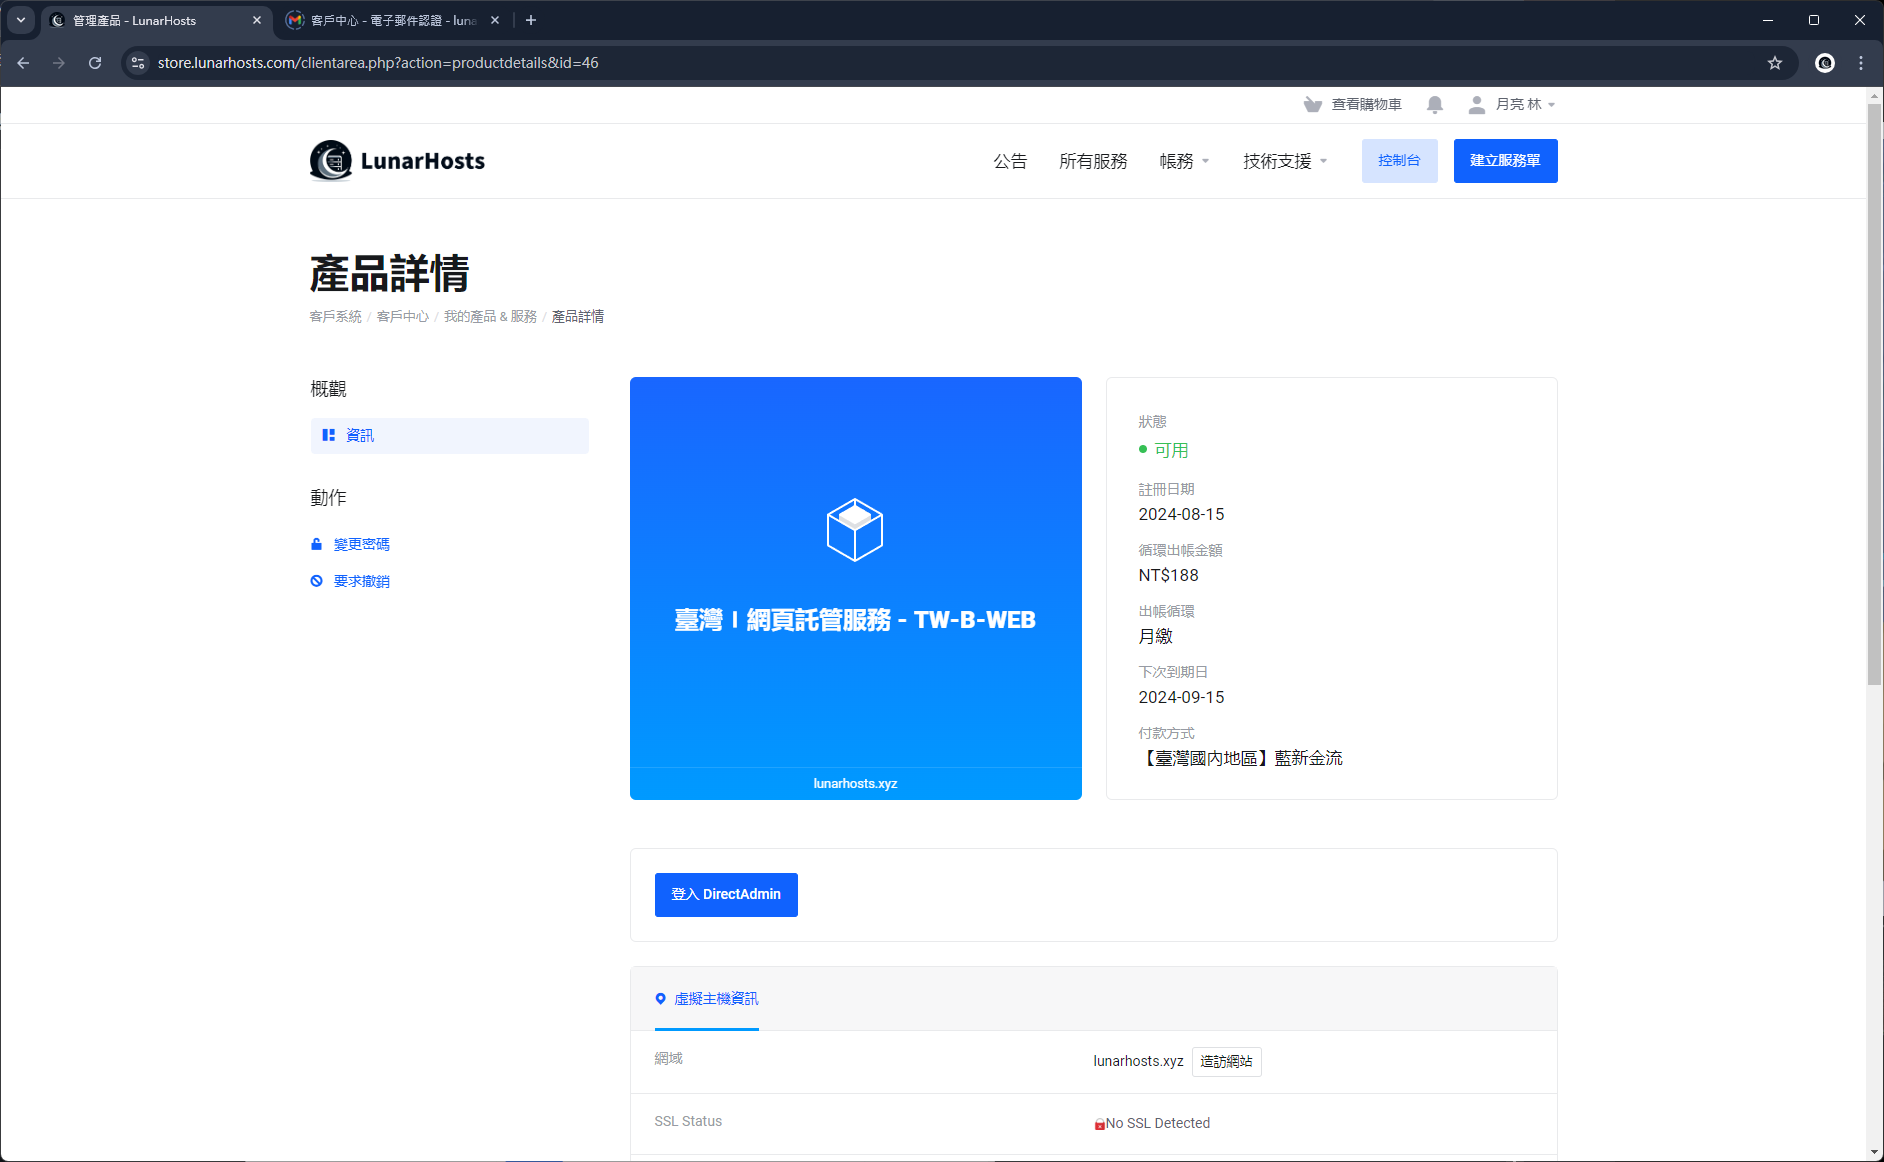 管理產品 - LunarHosts
客戶中心 - 電子郵件認證 - luna
store.lunarhosts.com/clientarea.php?action=productdetails&id=46
查看購物車
月亮 林
LunarHosts
公告
所有服務
帳務
技術支援
控制台
建立服務單
產品詳情
客戶系統 / 客戶中心 / 我的產品 & 服務 / 產品詳情
概觀
資訊
動作
變更密碼
要求撤銷
臺灣 | 網頁託管服務 - TW-B-WEB
lunarhosts.xyz
狀態
可用
註冊日期
2024-08-15
循環出帳金額
NT$188
出帳循環
月繳
下次到期日
2024-09-15
付款方式
【臺灣國內地區】藍新金流
登入 DirectAdmin
虛擬主機資訊
網域
lunarhosts.xyz 造訪網站
SSL Status
No SSL Detected